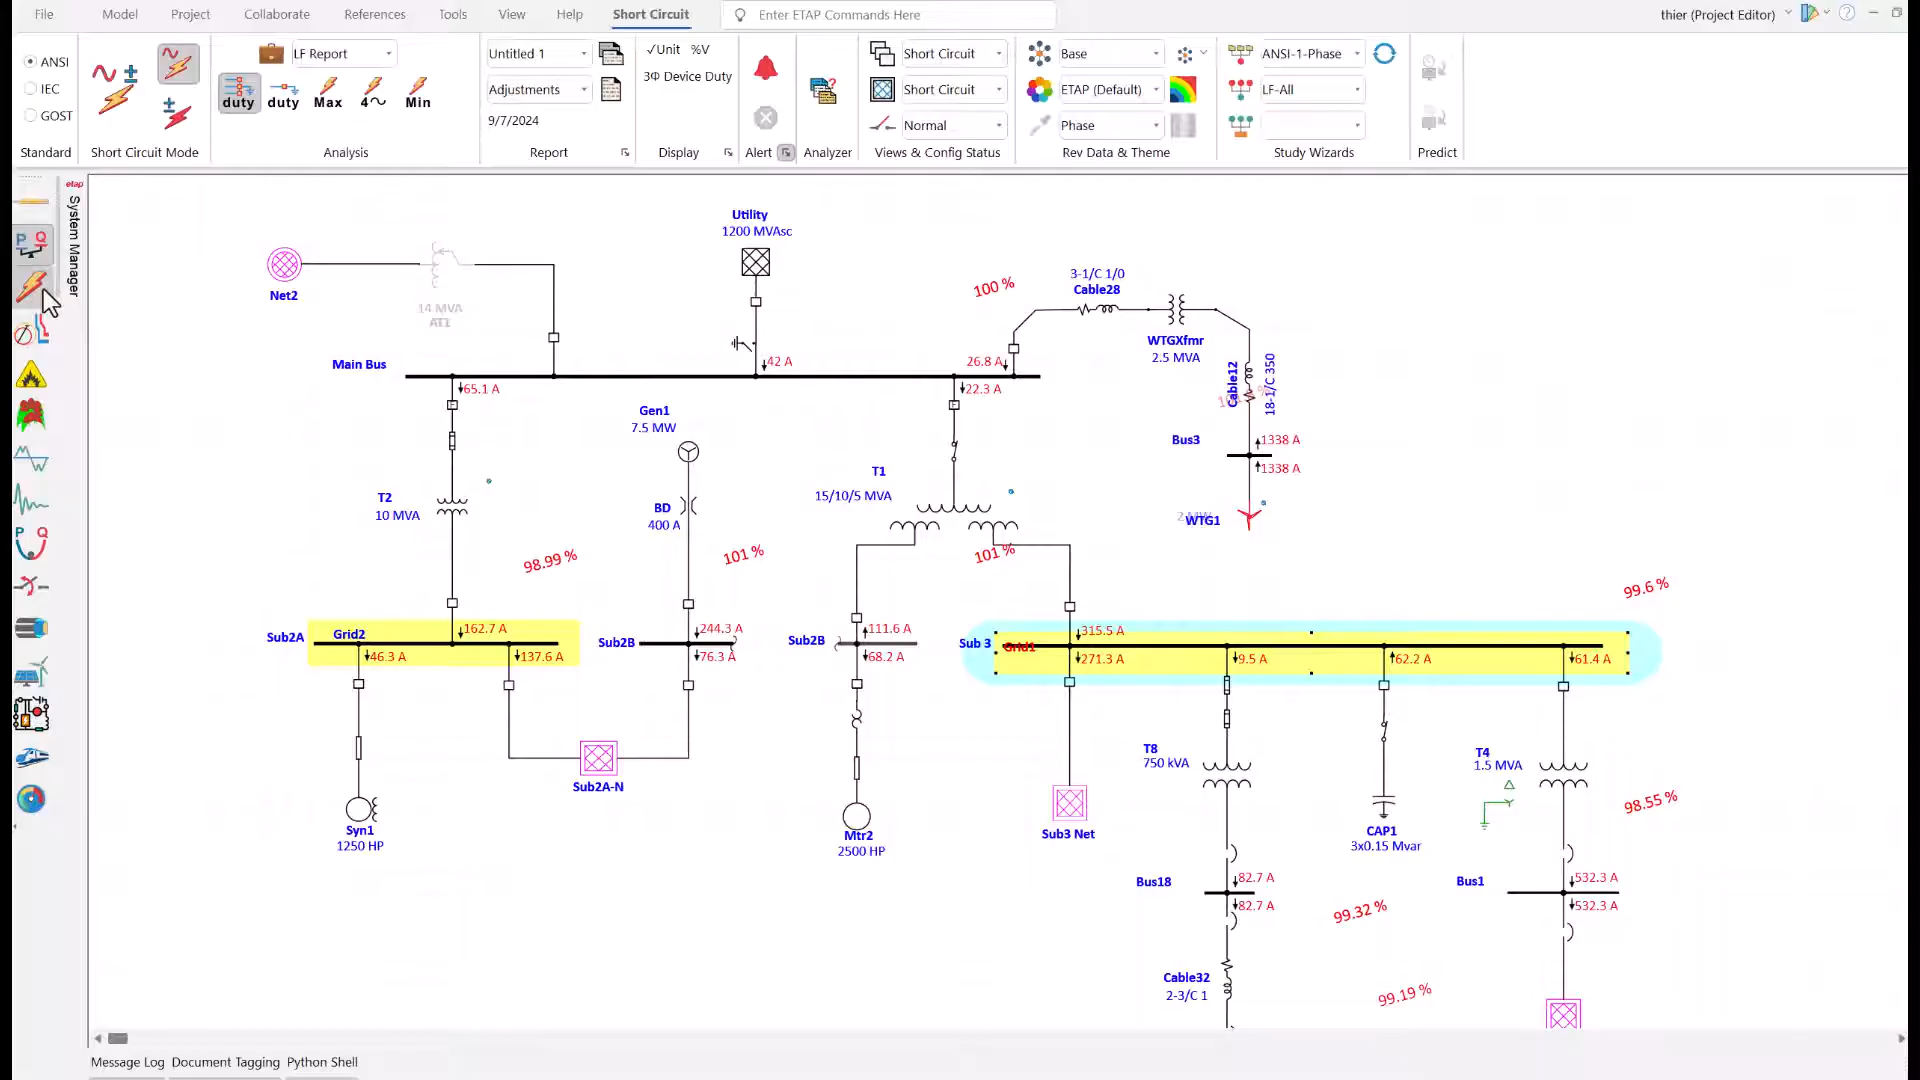 File Model Project Collaborate References Tools View Help Short Circuit Enter ETAP Commands Here thier (Project Editor)
ANSI LF Report Untitled 1 √Unit %V Short Circuit Base ANSI-1-Phase
IEC 3Φ Device Duty
duty duty Max 4 Min Adjustments Short Circuit ETAP (Default) LF-All
GOST 9/7/2024 Normal Phase
Standard Short Circuit Mode Analysis Report Display Alert Analyzer Views & Config Status Rev Data & Theme Study Wizards Predict
etap
System Manager
P Q
P Q
Utility
1200 MVAsc
Net2
14 MVA
AT1
100 %
3-1/C 1/0
Cable28
WTGXfmr
2.5 MVA
Main Bus
42 A
26.8 A
65.1 A
22.3 A
Cable12
18-1/C 350
Gen1
7.5 MW
Bus3
1338 A
1338 A
T2
10 MVA
BD
400 A
T1
15/10/5 MVA
WTG1
98.99 %
101 %
101 %
99.6 %
Sub2A
Grid2
162.7 A
46.3 A
137.6 A
Sub2B
244.3 A
76.3 A
Sub2B
111.6 A
68.2 A
Sub 3
Grid1
315.5 A
271.3 A
9.5 A
62.2 A
61.4 A
Sub2A-N
T8
750 kVA
T4
1.5 MVA
98.55 %
Syn1
1250 HP
Mtr2
2500 HP
Sub3 Net
CAP1
3x0.15 Mvar
Bus18
82.7 A
82.7 A
Bus1
532.3 A
532.3 A
99.32 %
Cable32
2-3/C 1
99.19 %
Message Log Document Tagging Python Shell